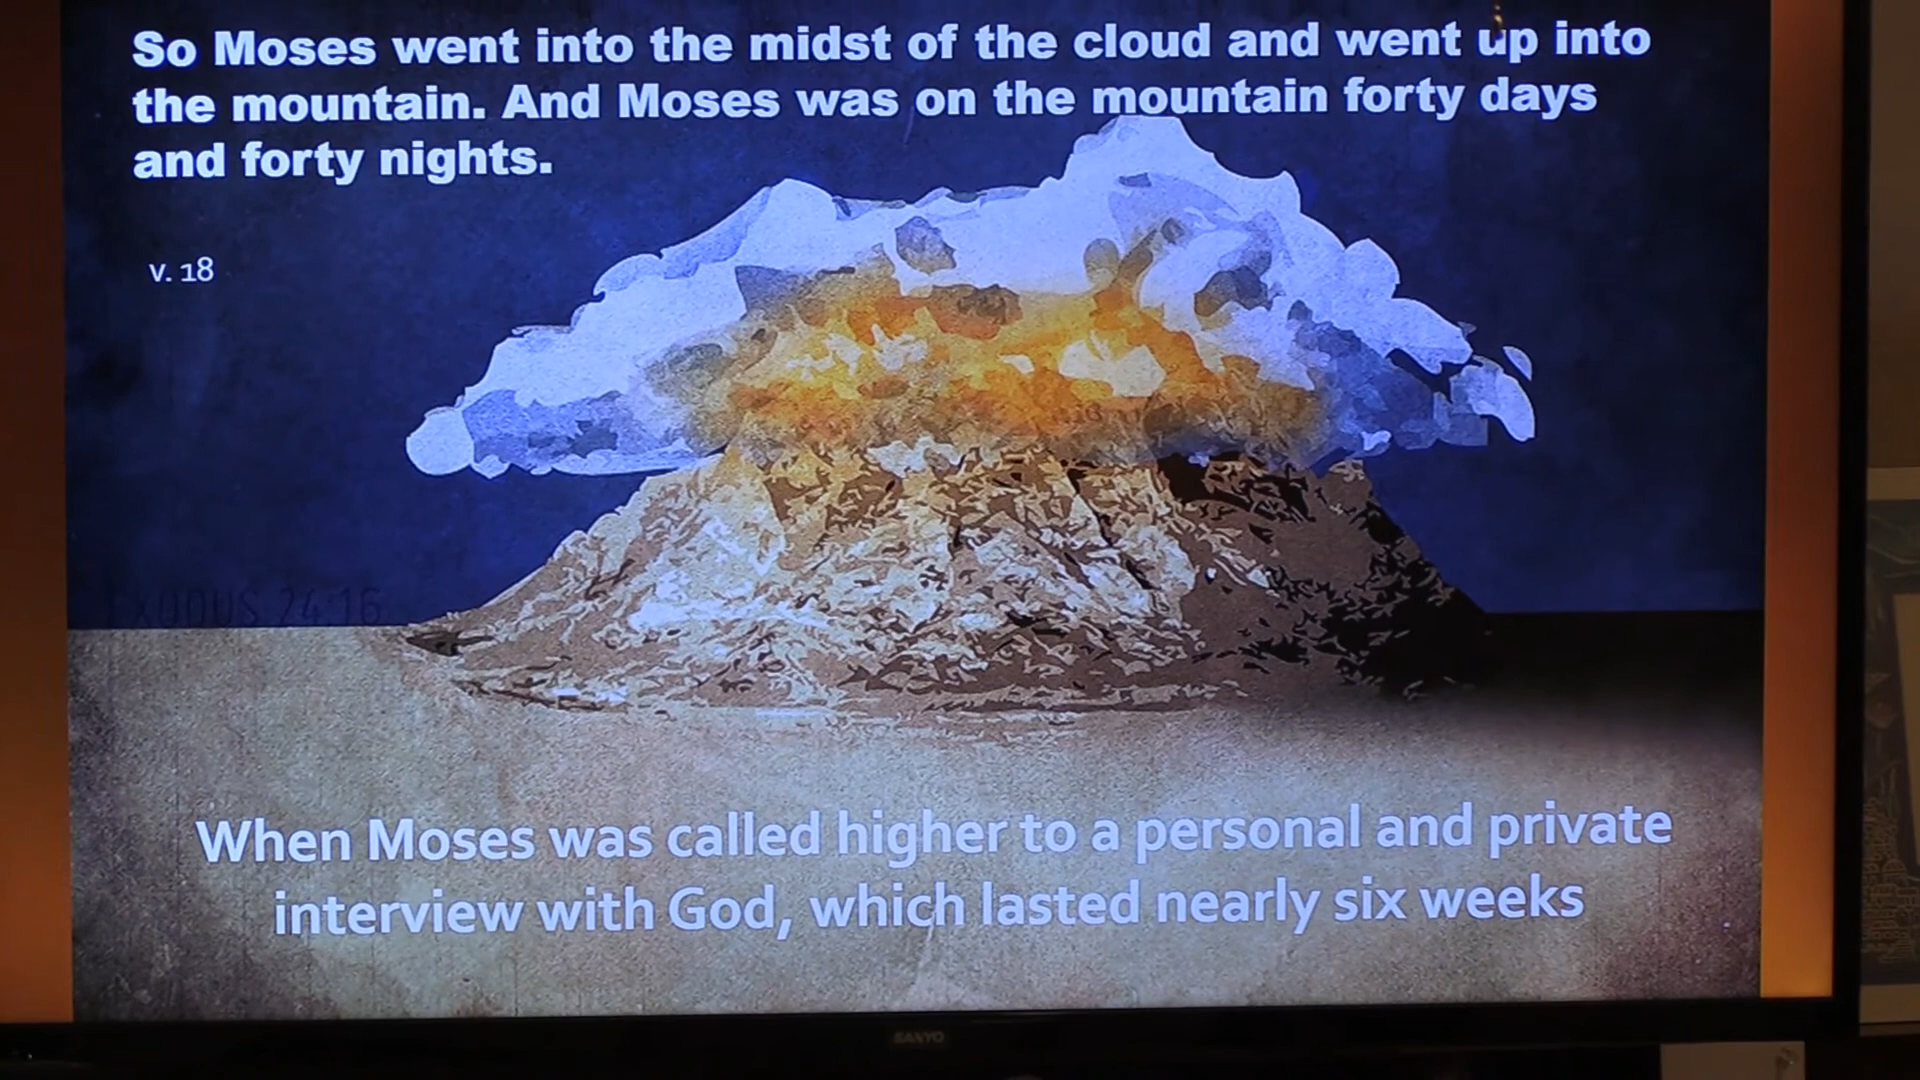 So Moses went into the midst of the cloud and went up into
the mountain. And Moses was on the mountain forty days
and forty nights.
v. 18
EXODUS 24:16
When Moses was called higher to a personal and private
interview with God, which lasted nearly six weeks
SANYO